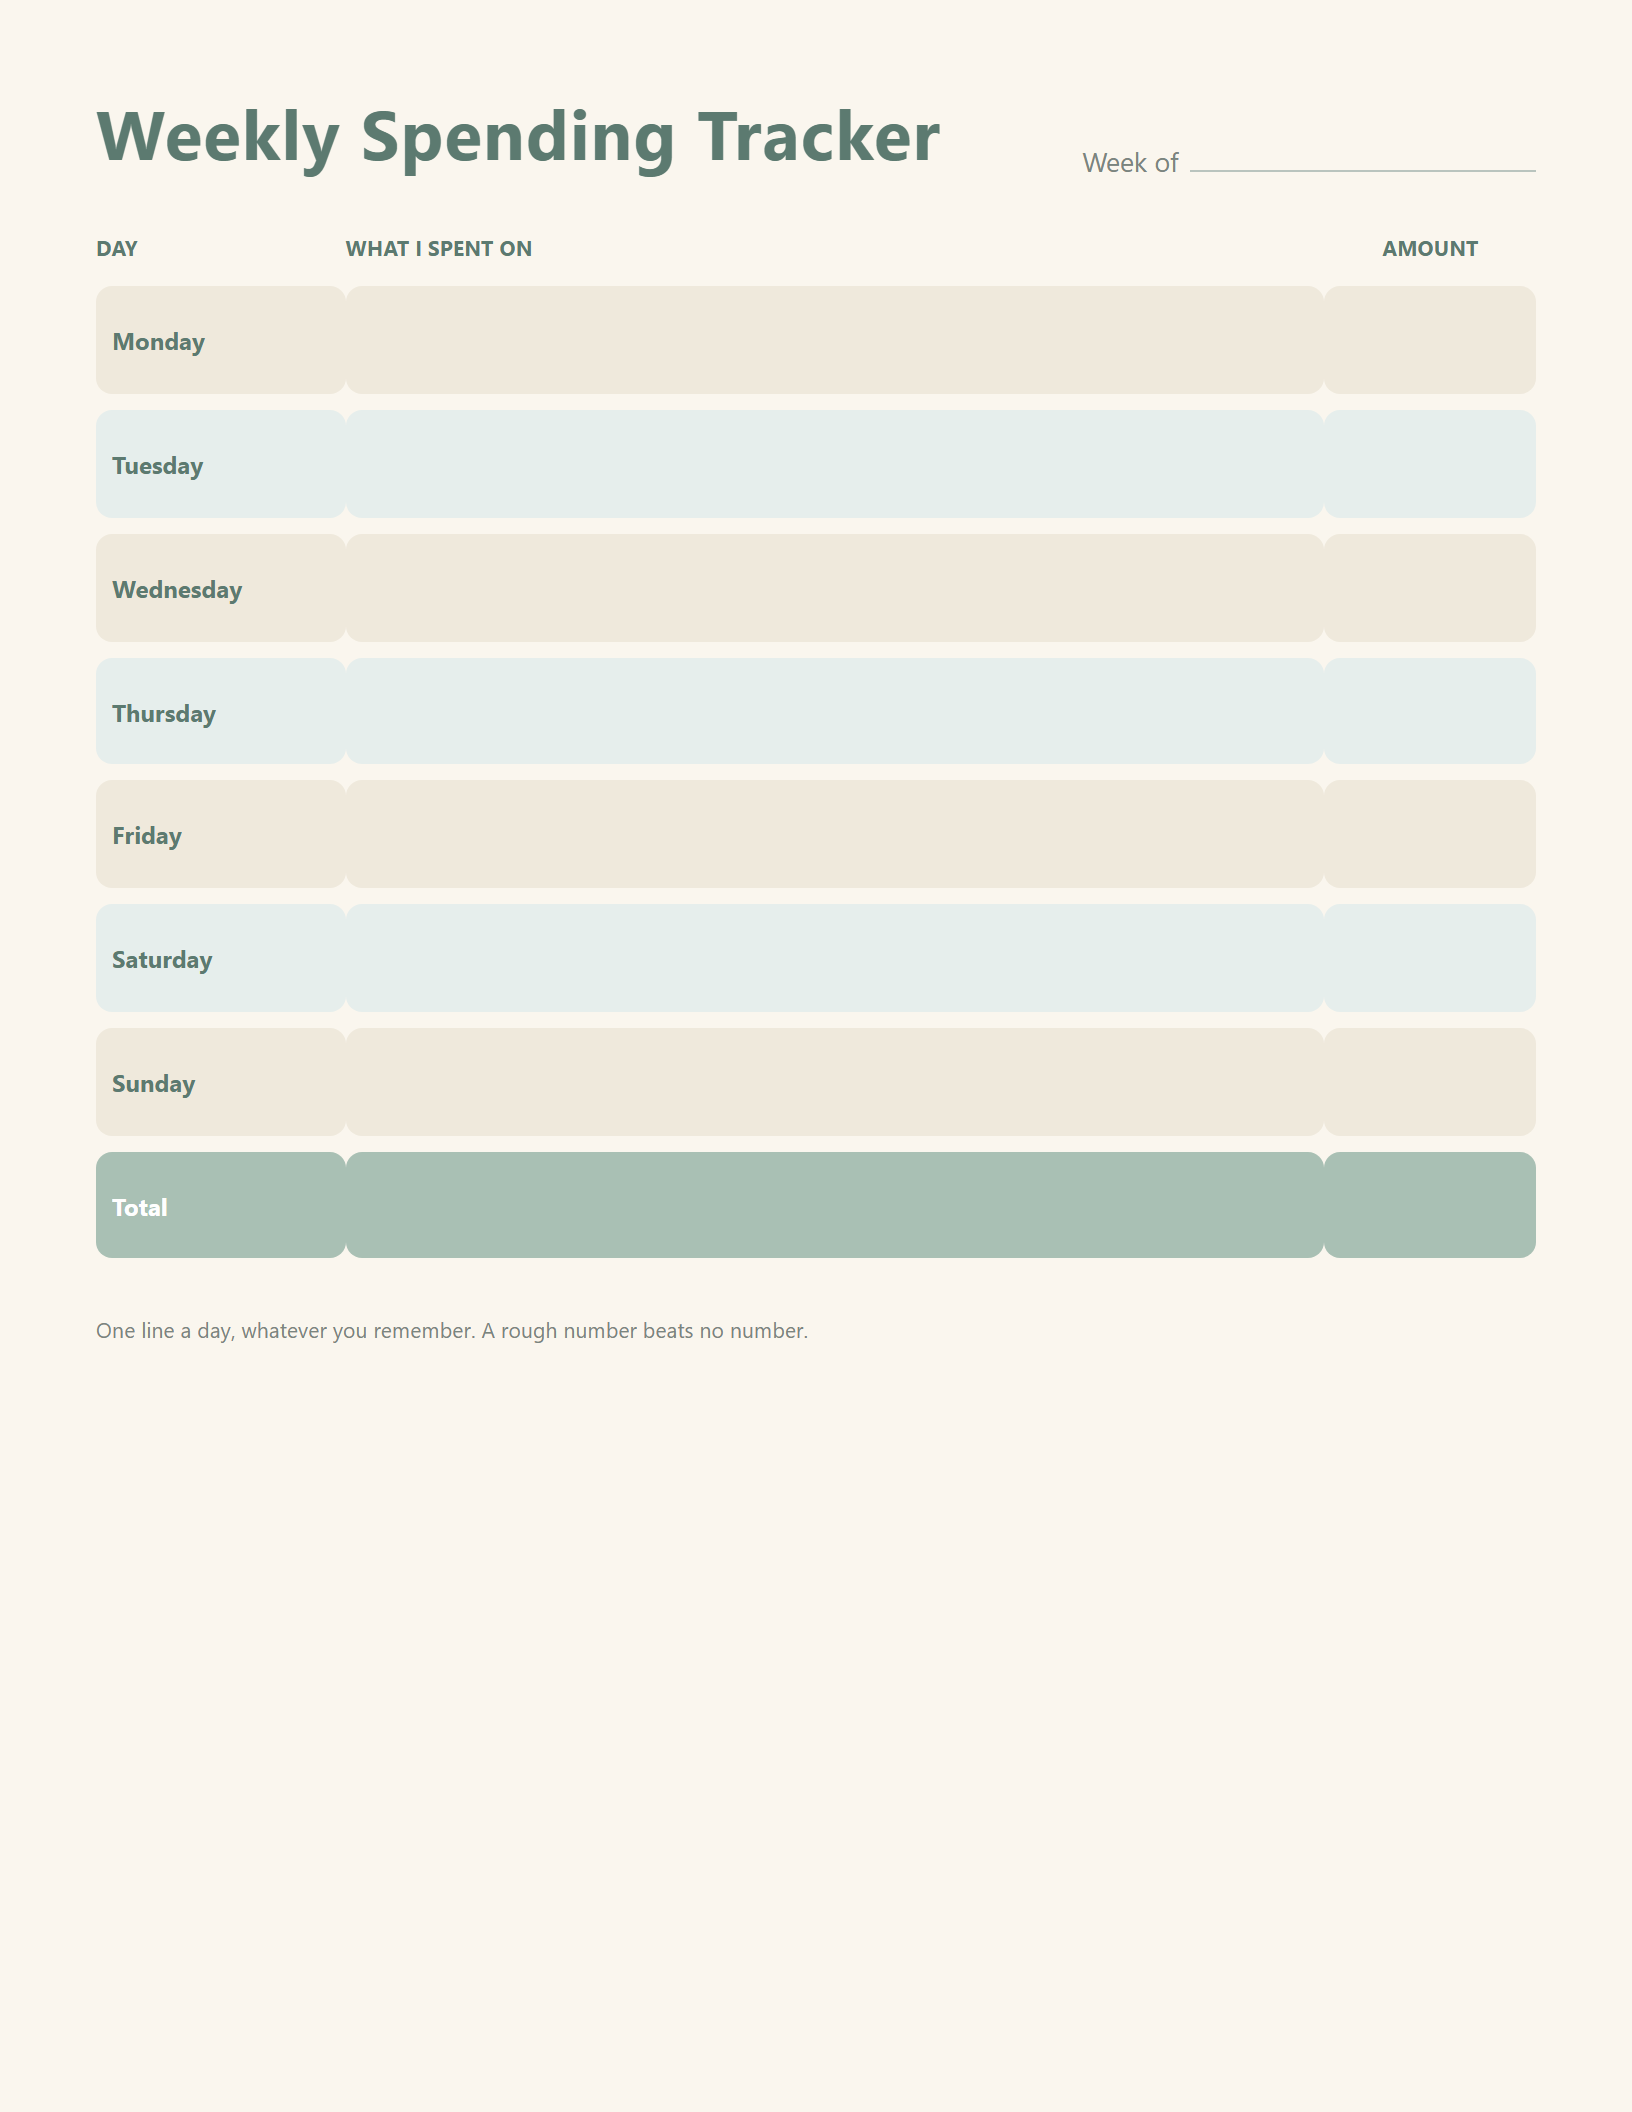 Weekly Spending Tracker
Week of
DAY WHAT I SPENT ON AMOUNT
Monday
Tuesday
Wednesday
Thursday
Friday
Saturday
Sunday
Total
One line a day, whatever you remember. A rough number beats no number.